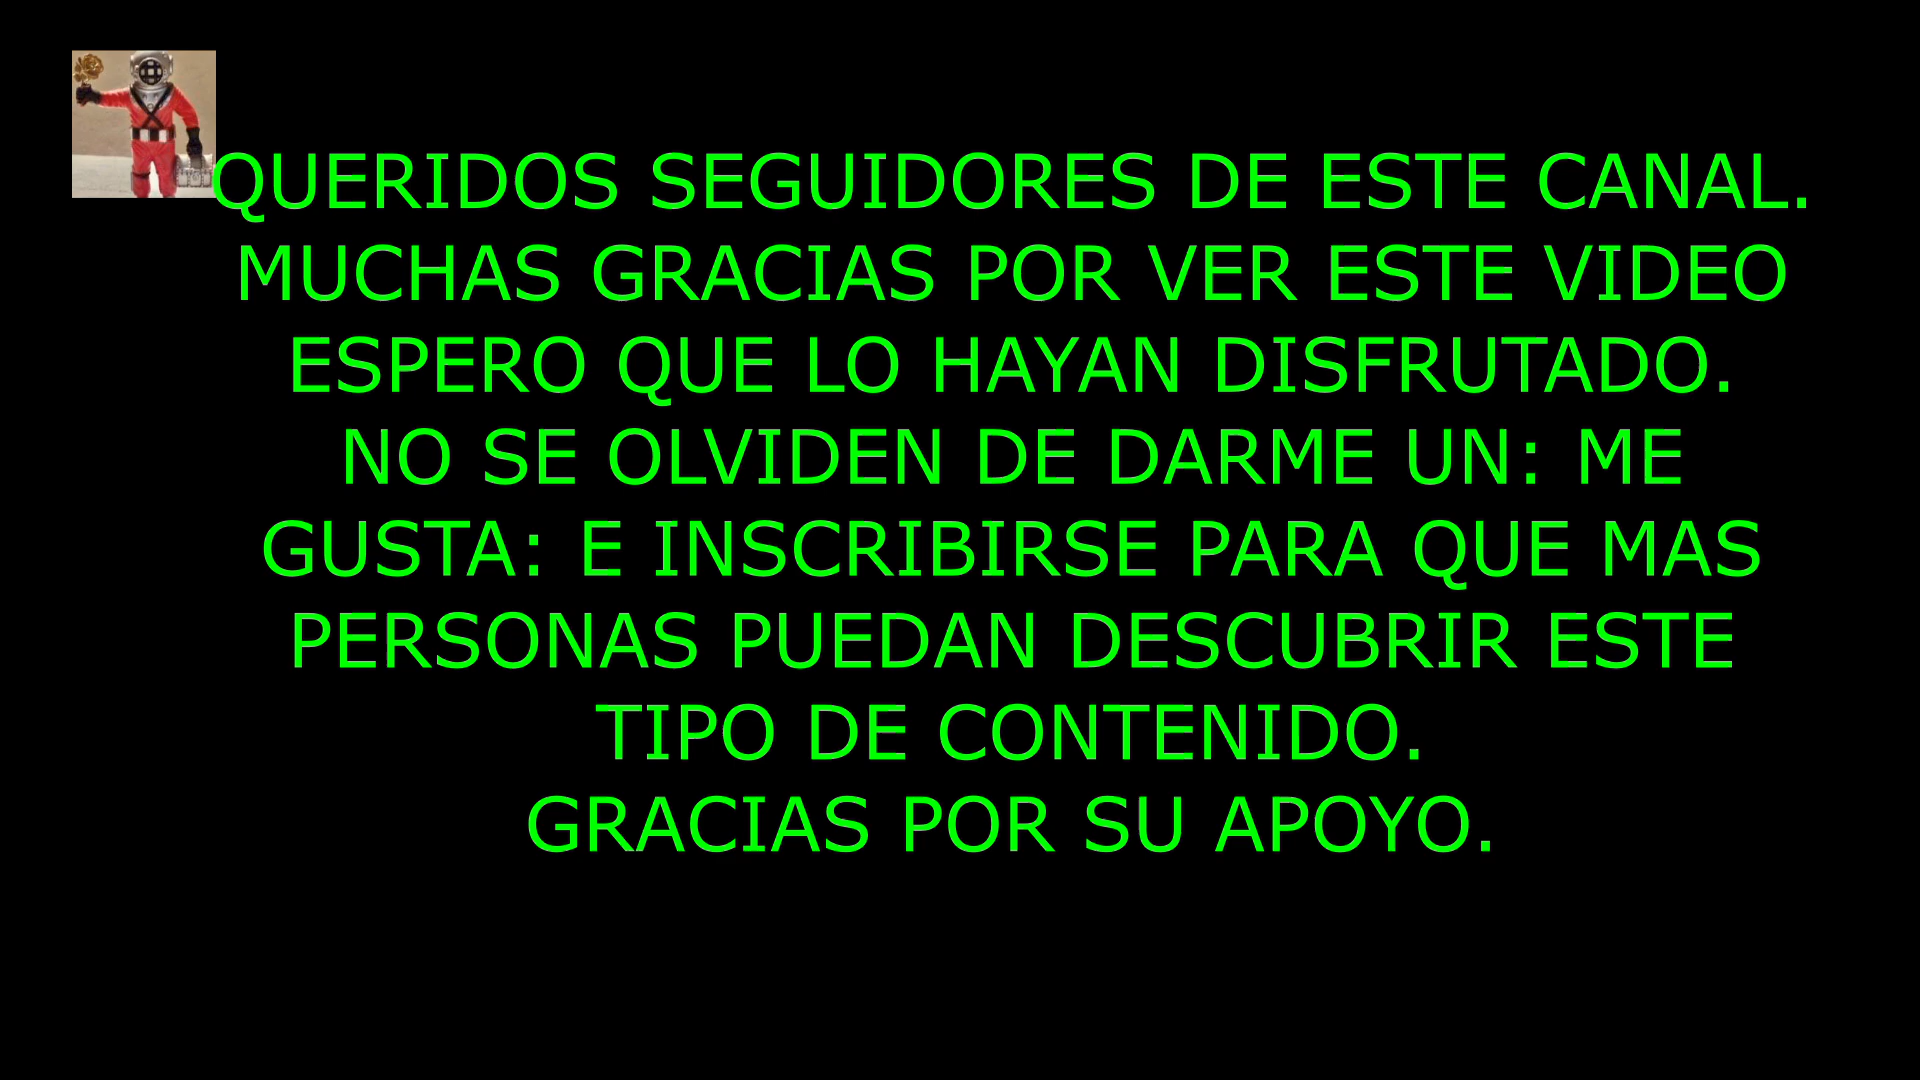 QUERIDOS SEGUIDORES DE ESTE CANAL.
MUCHAS GRACIAS POR VER ESTE VIDEO
ESPERO QUE LO HAYAN DISFRUTADO.
NO SE OLVIDEN DE DARME UN: ME
GUSTA: E INSCRIBIRSE PARA QUE MAS
PERSONAS PUEDAN DESCUBRIR ESTE
TIPO DE CONTENIDO.
GRACIAS POR SU APOYO.